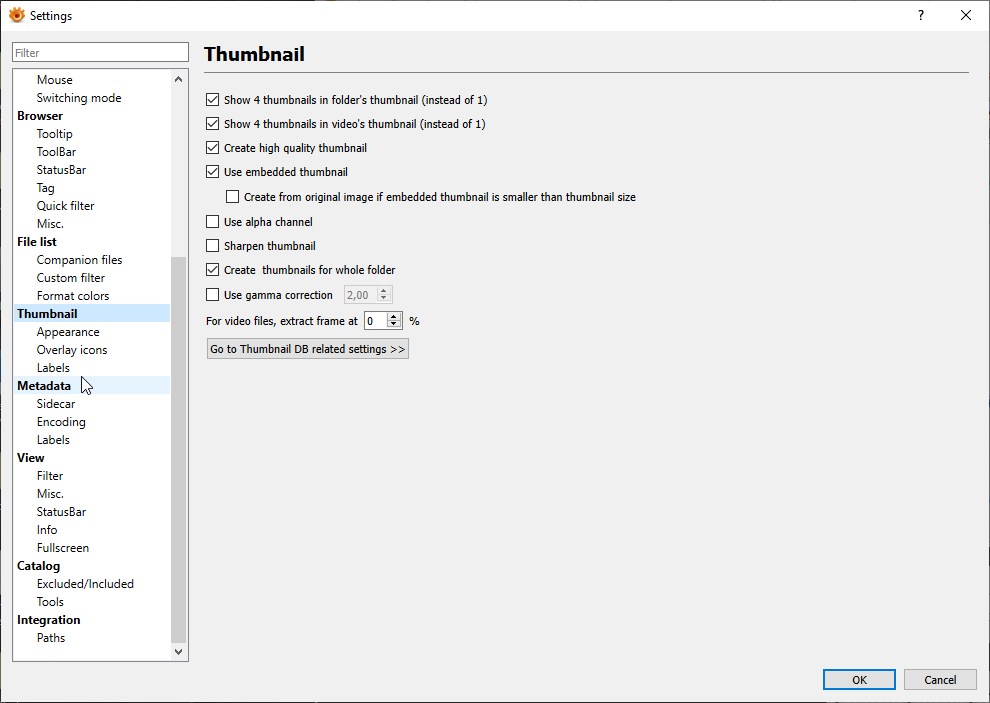 Settings
?
Filter
Mouse
Switching mode
Browser
Tooltip
ToolBar
StatusBar
Tag
Quick filter
Misc.
File list
Companion files
Custom filter
Format colors
Thumbnail
Appearance
Overlay icons
Labels
Metadata
Sidecar
Encoding
Labels
View
Filter
Misc.
StatusBar
Info
Fullscreen
Catalog
Excluded/Included
Tools
Integration
Paths
Thumbnail
Show 4 thumbnails in folder's thumbnail (instead of 1)
Show 4 thumbnails in video's thumbnail (instead of 1)
Create high quality thumbnail
Use embedded thumbnail
Create from original image if embedded thumbnail is smaller than thumbnail size
Use alpha channel
Sharpen thumbnail
Create  thumbnails for whole folder
Use gamma correction 2,00
For video files, extract frame at 0 %
Go to Thumbnail DB related settings >>
OK Cancel